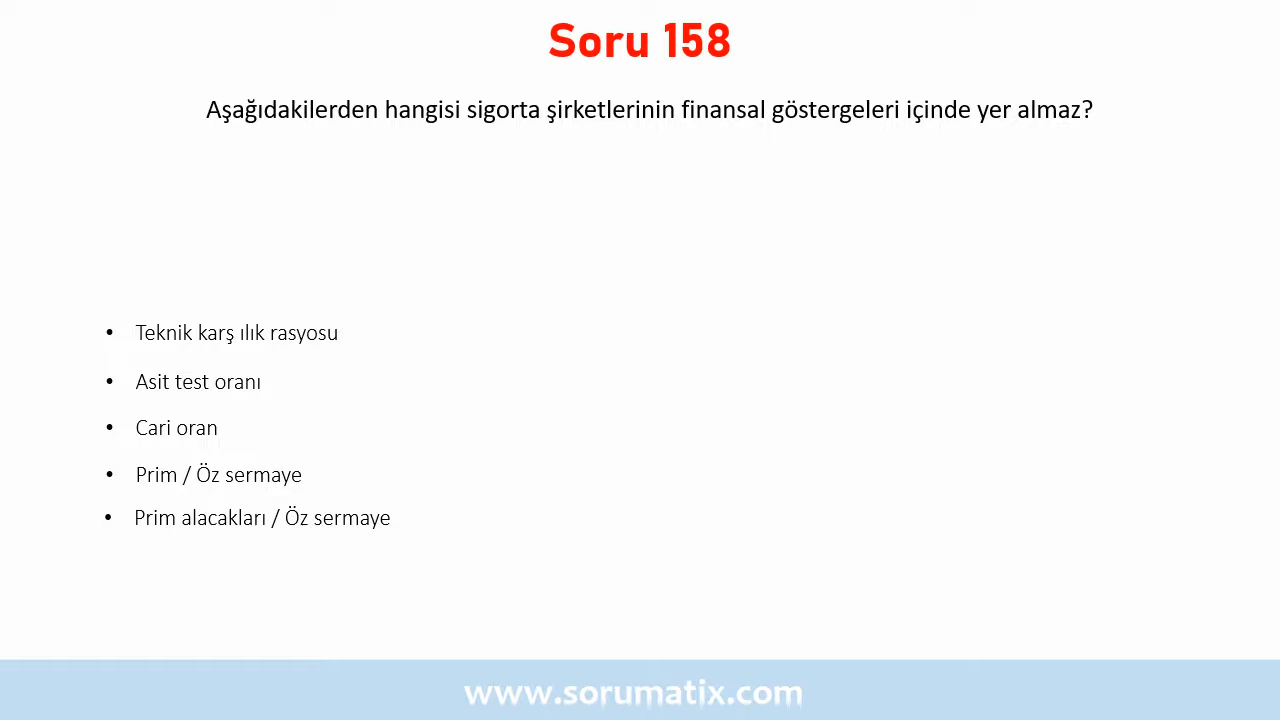 Soru 158
Aşağıdakilerden hangisi sigorta şirketlerinin finansal göstergeleri içinde yer almaz?
• Teknik karş ılık rasyosu
• Asit test oranı
• Cari oran
• Prim / Öz sermaye
• Prim alacakları / Öz sermaye
www.sorumatix.com